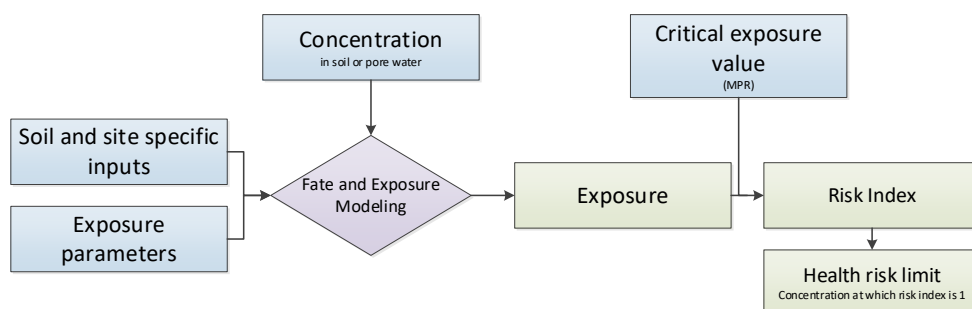 Concentration
in soil or pore water
Critical exposure
value
(MPR)
Soil and site specific
inputs
Exposure
parameters
Fate and Exposure
Modeling
Exposure
Risk Index
Health risk limit
Concentration at which risk index is 1